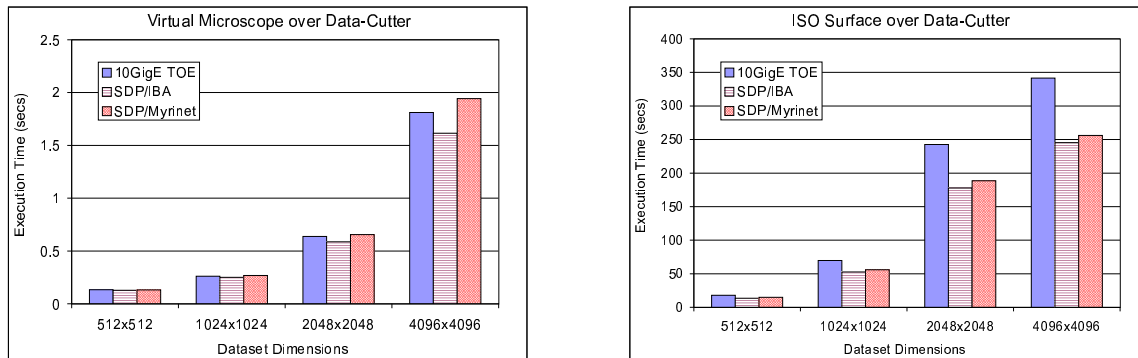 Virtual Microscope over Data-Cutter
2.5
2
1.5
1
0.5
0
Execution Time (secs)
10GigE TOE
SDP/IBA
SDP/Myrinet
512x512
1024x1024
2048x2048
4096x4096
Dataset Dimensions
ISO Surface over Data-Cutter
400
350
300
250
200
150
100
50
0
Execution Time (secs)
10GigE TOE
SDP/IBA
SDP/Myrinet
512x512
1024x1024
2048x2048
4096x4096
Dataset Dimensions